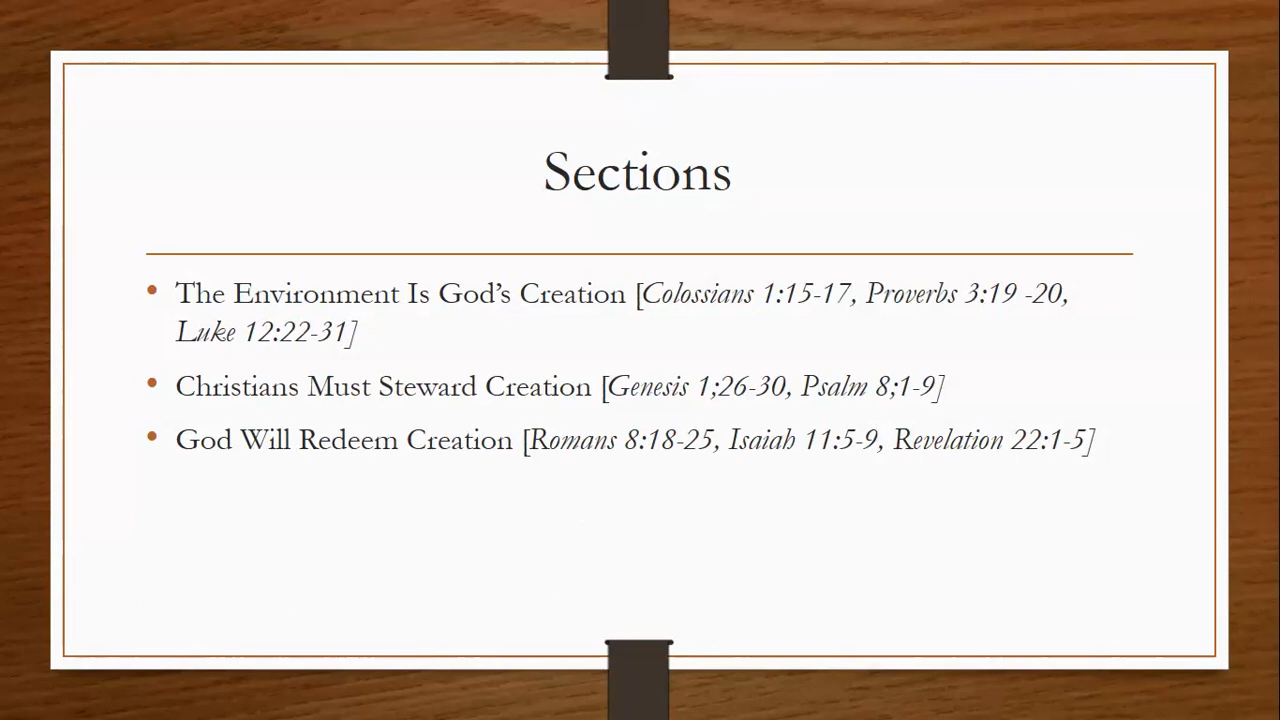 Sections
• The Environment Is God’s Creation [Colossians 1:15-17, Proverbs 3:19 -20,
Luke 12:22-31]
• Christians Must Steward Creation [Genesis 1;26-30, Psalm 8;1-9]
• God Will Redeem Creation [Romans 8:18-25, Isaiah 11:5-9, Revelation 22:1-5]